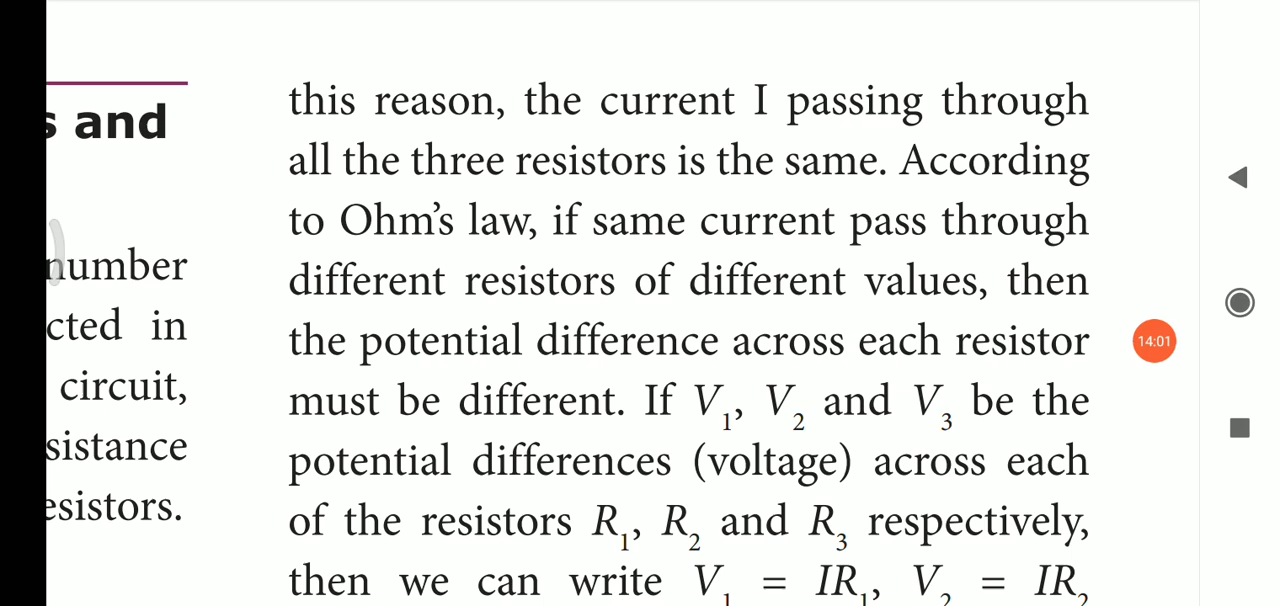 s and
number
cted in
circuit,
sistance
esistors.
this reason, the current I passing through
all the three resistors is the same. According
to Ohm's law, if same current pass through
different resistors of different values, then
the potential difference across each resistor
must be different. If V₁, V₂ and V₃ be the
potential differences (voltage) across each
of the resistors R₁, R₂ and R₃ respectively,
then we can write V₁ = IR₁, V₂ = IR₂
14:01